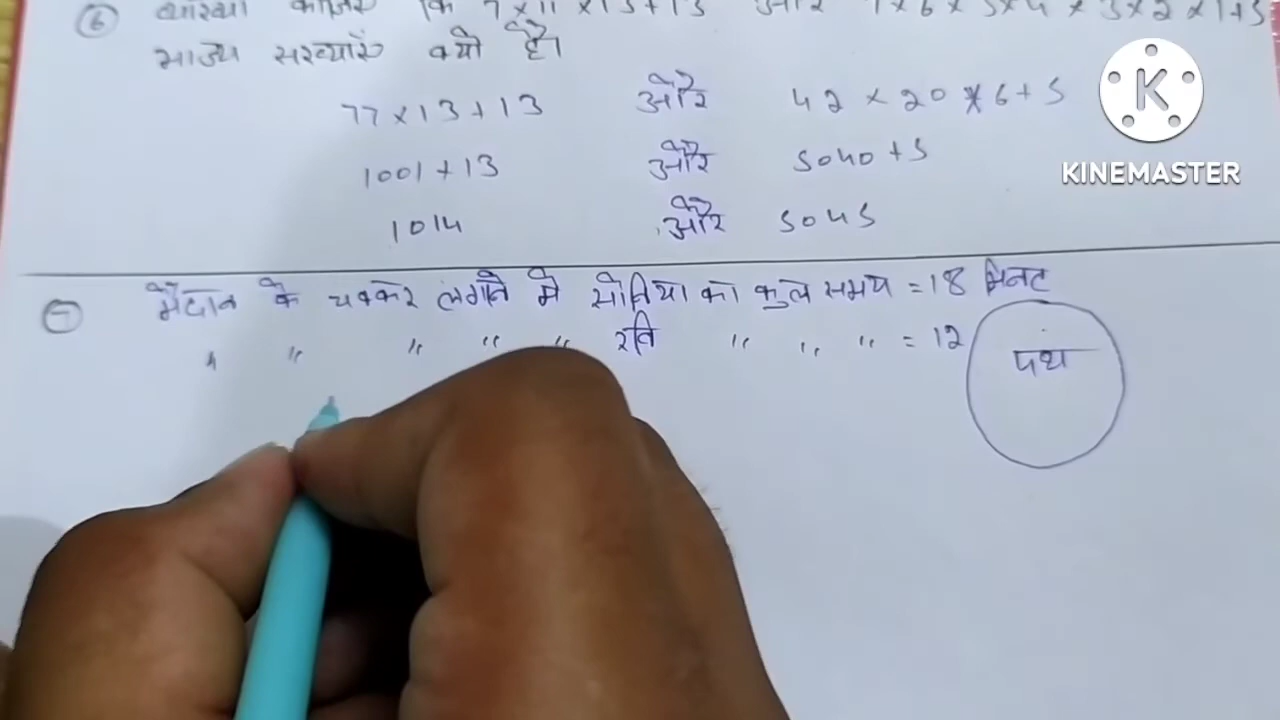 ⑥ व्याख्या कीजिए कि 7 × 11 × 13 + 13 और 7 × 6 × 5 × 4 × 3 × 2 × 1 + 5
भाज्य संख्याएँ क्यों है।
77 × 13 + 13 और 42 × 20 × 6 + 5
1001 + 13 और 5040 + 5
1014 और 5045
⑦ मैदान के चक्कर लगाने में सोनिया को कुल समय = 18 मिनट
" " " " " रवि " " " = 12
पथ
KINEMASTER